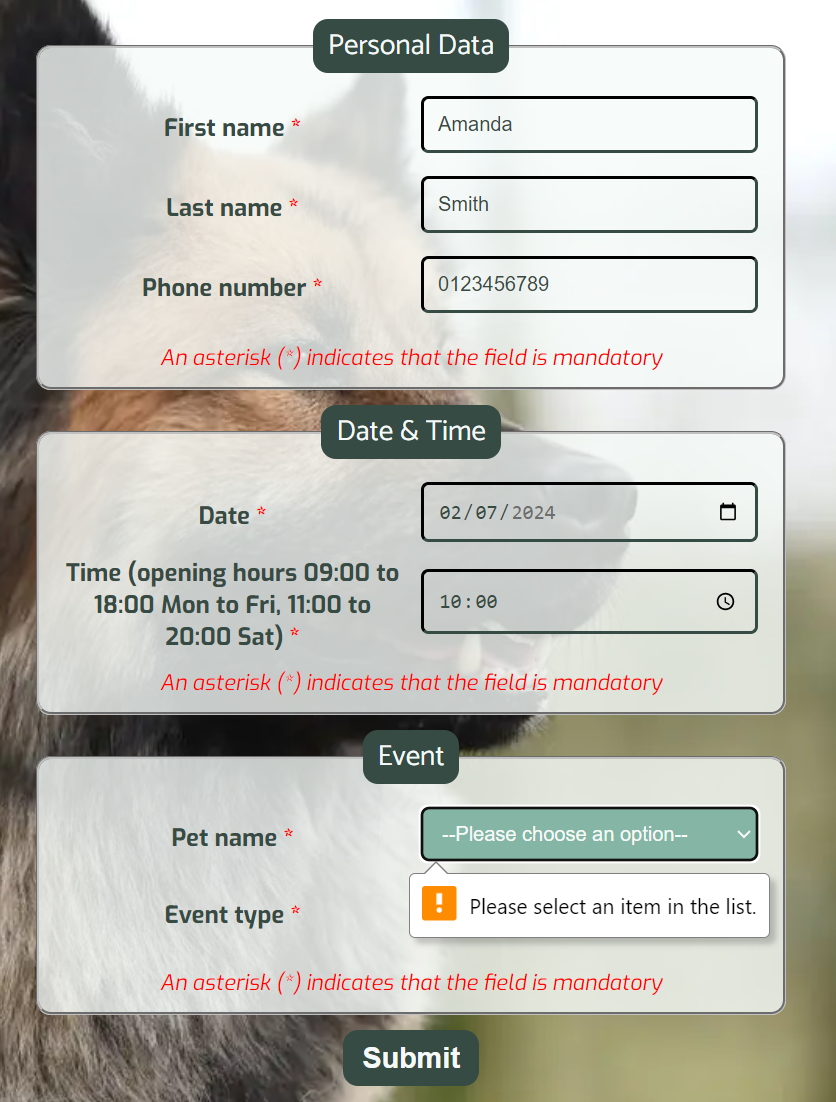 Personal Data
First name *
Amanda
Last name *
Smith
Phone number *
0123456789
An asterisk (*) indicates that the field is mandatory
Date & Time
Date *
02/07/2024
Time (opening hours 09:00 to
18:00 Mon to Fri, 11:00 to
20:00 Sat) *
10:00
An asterisk (*) indicates that the field is mandatory
Event
Pet name *
--Please choose an option--
Please select an item in the list.
Event type *
An asterisk (*) indicates that the field is mandatory
Submit